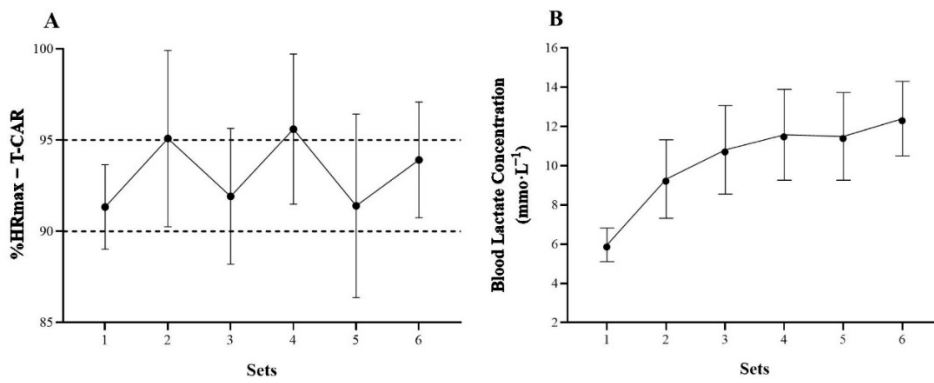 A
%HRmax – T-CAR
100
95
90
85
1 2 3 4 5 6
Sets
B
Blood Lactate Concentration
(mmo·L⁻¹)
16
14
12
10
8
6
4
2
1 2 3 4 5 6
Sets